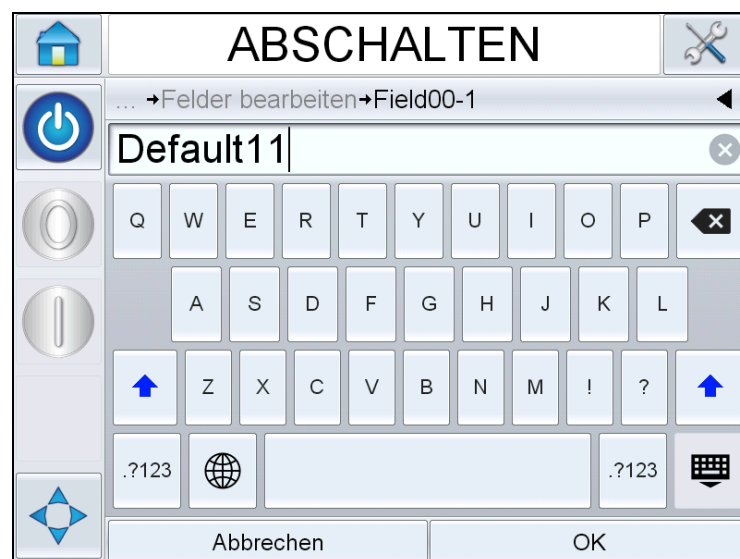 ABSCHALTEN
... →Felder bearbeiten→Field00-1
Default11
Q W E R T Y U I O P
A S D F G H J K L
Z X C V B N M ! ?
.?123 .?123
Abbrechen OK